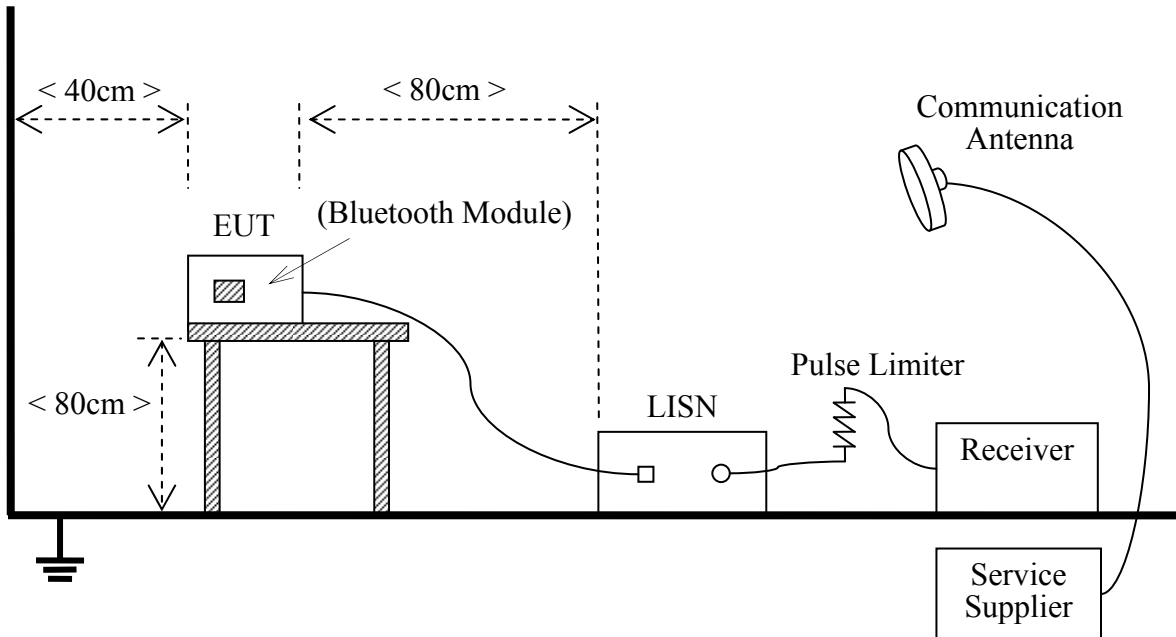 < 40cm >
< 80cm >
Communication
Antenna
EUT
(Bluetooth Module)
Pulse Limiter
< 80cm >
LISN
Receiver
Service
Supplier